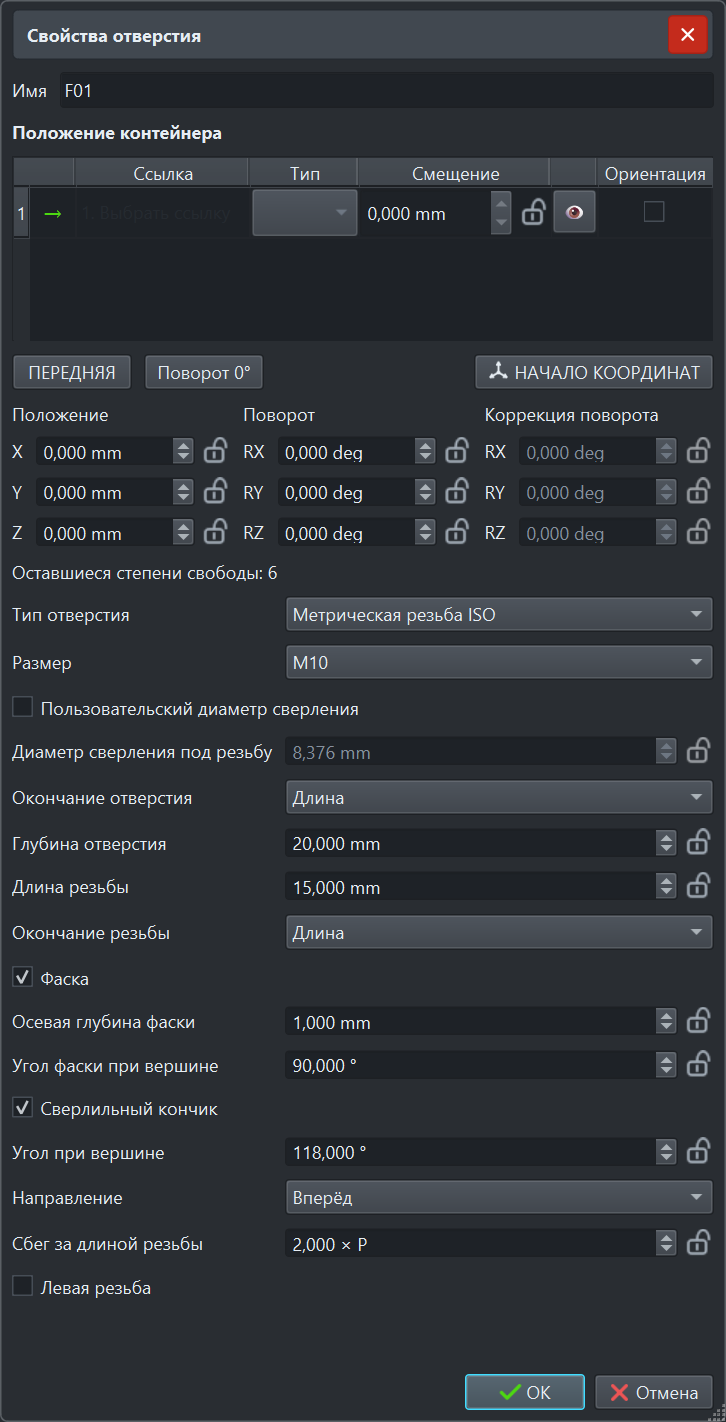 Свойства отверстия
Имя F01
Положение контейнера
Ссылка Тип Смещение Ориентация
1 → 1. Выбрать ссылку 0,000 mm
ПЕРЕДНЯЯ Поворот 0° НАЧАЛО КООРДИНАТ
Положение Поворот Коррекция поворота
X 0,000 mm RX 0,000 deg RX 0,000 deg
Y 0,000 mm RY 0,000 deg RY 0,000 deg
Z 0,000 mm RZ 0,000 deg RZ 0,000 deg
Оставшиеся степени свободы: 6
Тип отверстия Метрическая резьба ISO
Размер M10
Пользовательский диаметр сверления
Диаметр сверления под резьбу 8,376 mm
Окончание отверстия Длина
Глубина отверстия 20,000 mm
Длина резьбы 15,000 mm
Окончание резьбы Длина
Фаска
Осевая глубина фаски 1,000 mm
Угол фаски при вершине 90,000 °
Сверлильный кончик
Угол при вершине 118,000 °
Направление Вперёд
Сбег за длиной резьбы 2,000 × P
Левая резьба
OK Отмена